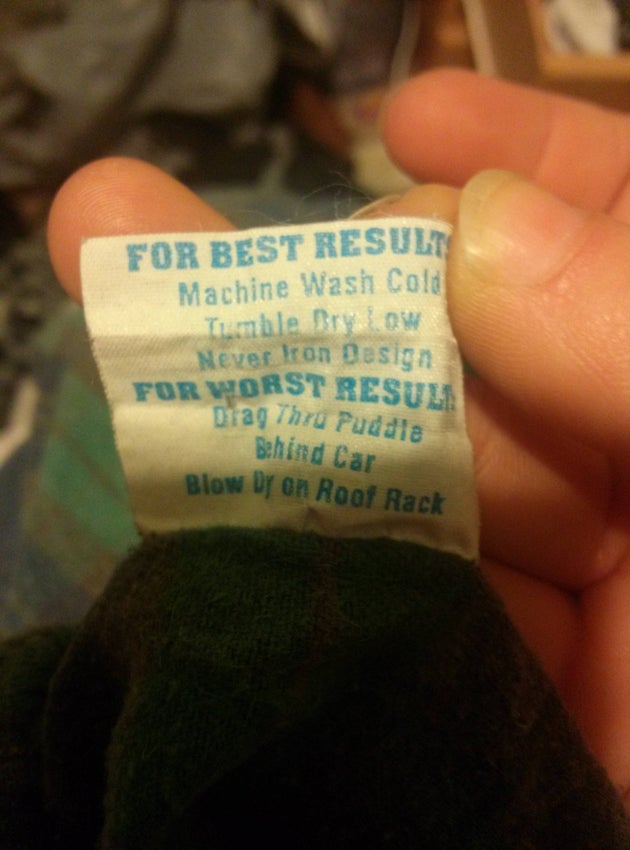 FOR BEST RESULTS
Machine Wash Cold
Tumble Dry Low
Never Iron Design
FOR WORST RESULT
Drag Thru Puddle
Behind Car
Blow Dry on Roof Rack